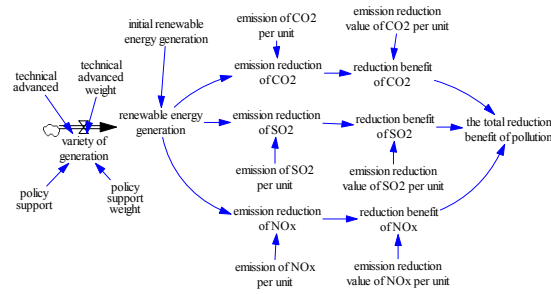 initial renewable
energy generation
emission of CO2
per unit
emission reduction
value of CO2 per unit
technical
advanced
technical
advanced
weight
emission reduction
of CO2
reduction benefit
of CO2
variety of
generation
renewable energy
generation
emission reduction
of SO2
reduction benefit
of SO2
the total reduction
benefit of pollution
policy
support
policy
support
weight
emission of SO2
per unit
emission reduction
value of SO2 per unit
emission reduction
of NOx
reduction benefit
of NOx
emission of NOx
per unit
emission reduction
value of NOx per unit